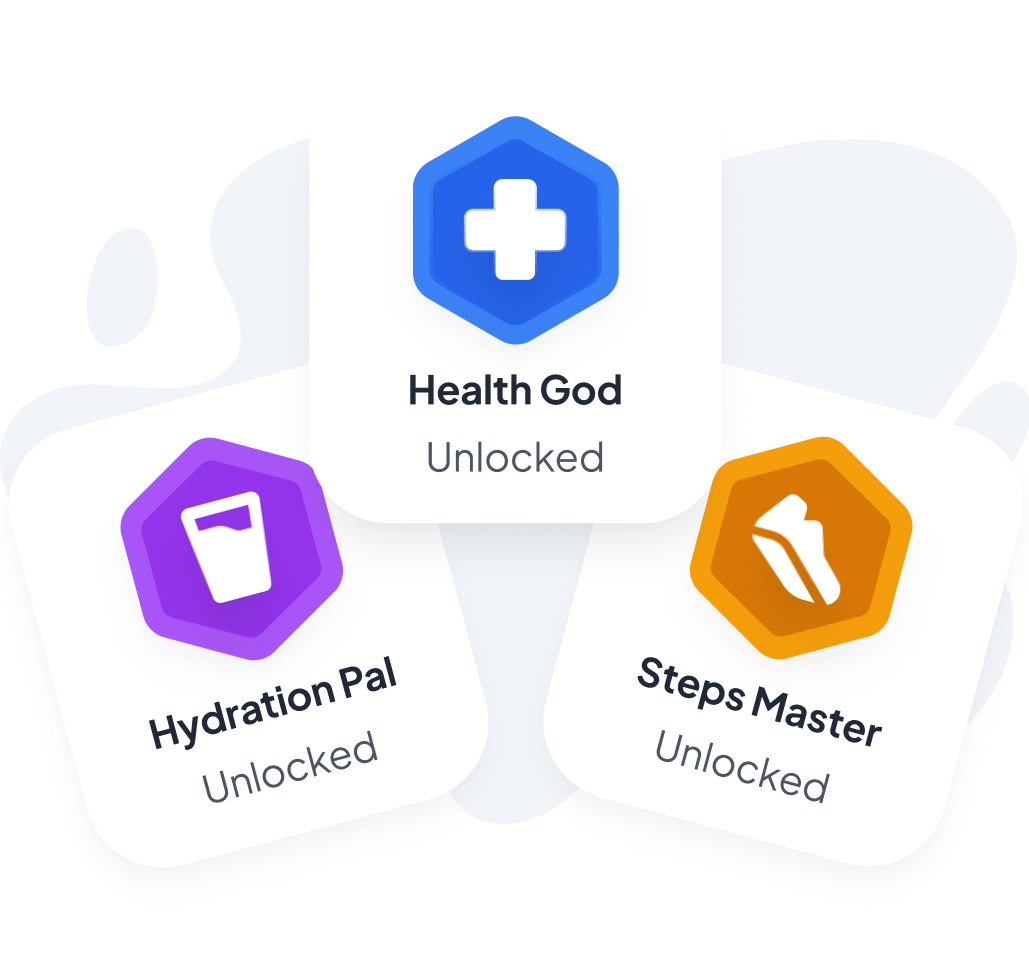 Health God
Unlocked
Hydration Pal
Unlocked
Steps Master
Unlocked